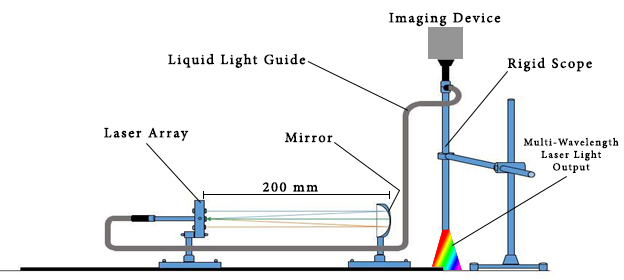 Imaging Device
Liquid Light Guide
Rigid Scope
Laser Array
Mirror
Multi-Wavelength
Laser Light
Output
200 mm